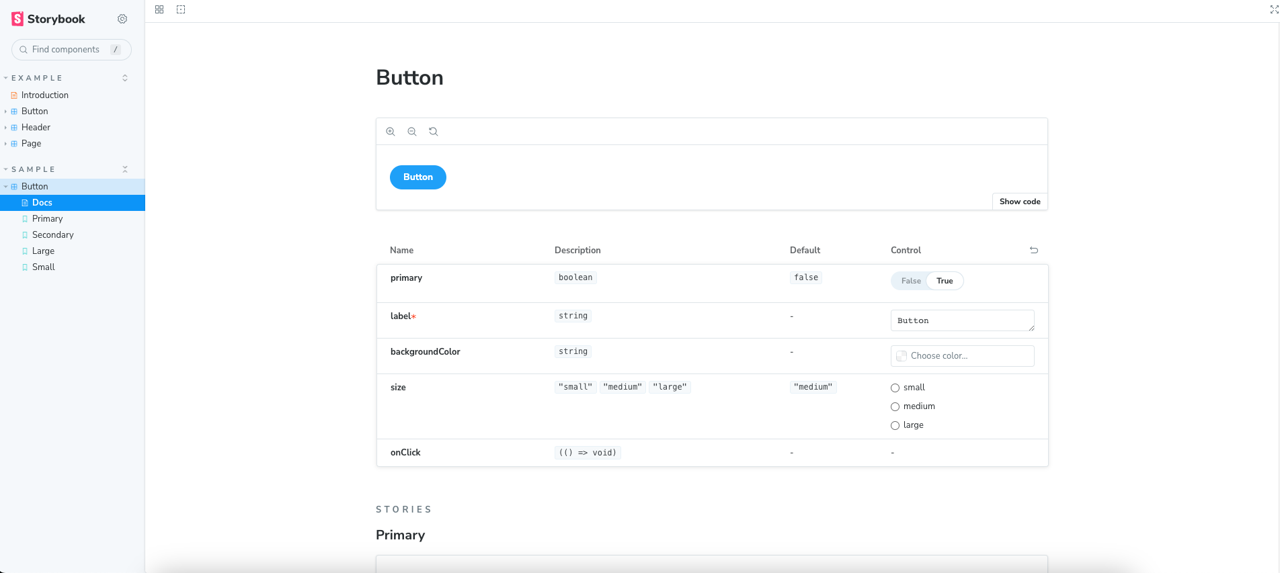 Storybook
Find components /
EXAMPLE
Introduction
Button
Header
Page
SAMPLE
Button
Docs
Primary
Secondary
Large
Small
Button
Button
Show code
Name Description Default Control
primary boolean false False True
label* string - Button
backgroundColor string - Choose color...
size "small" "medium" "large" "medium" small
medium
large
onClick (() => void) - -
STORIES
Primary